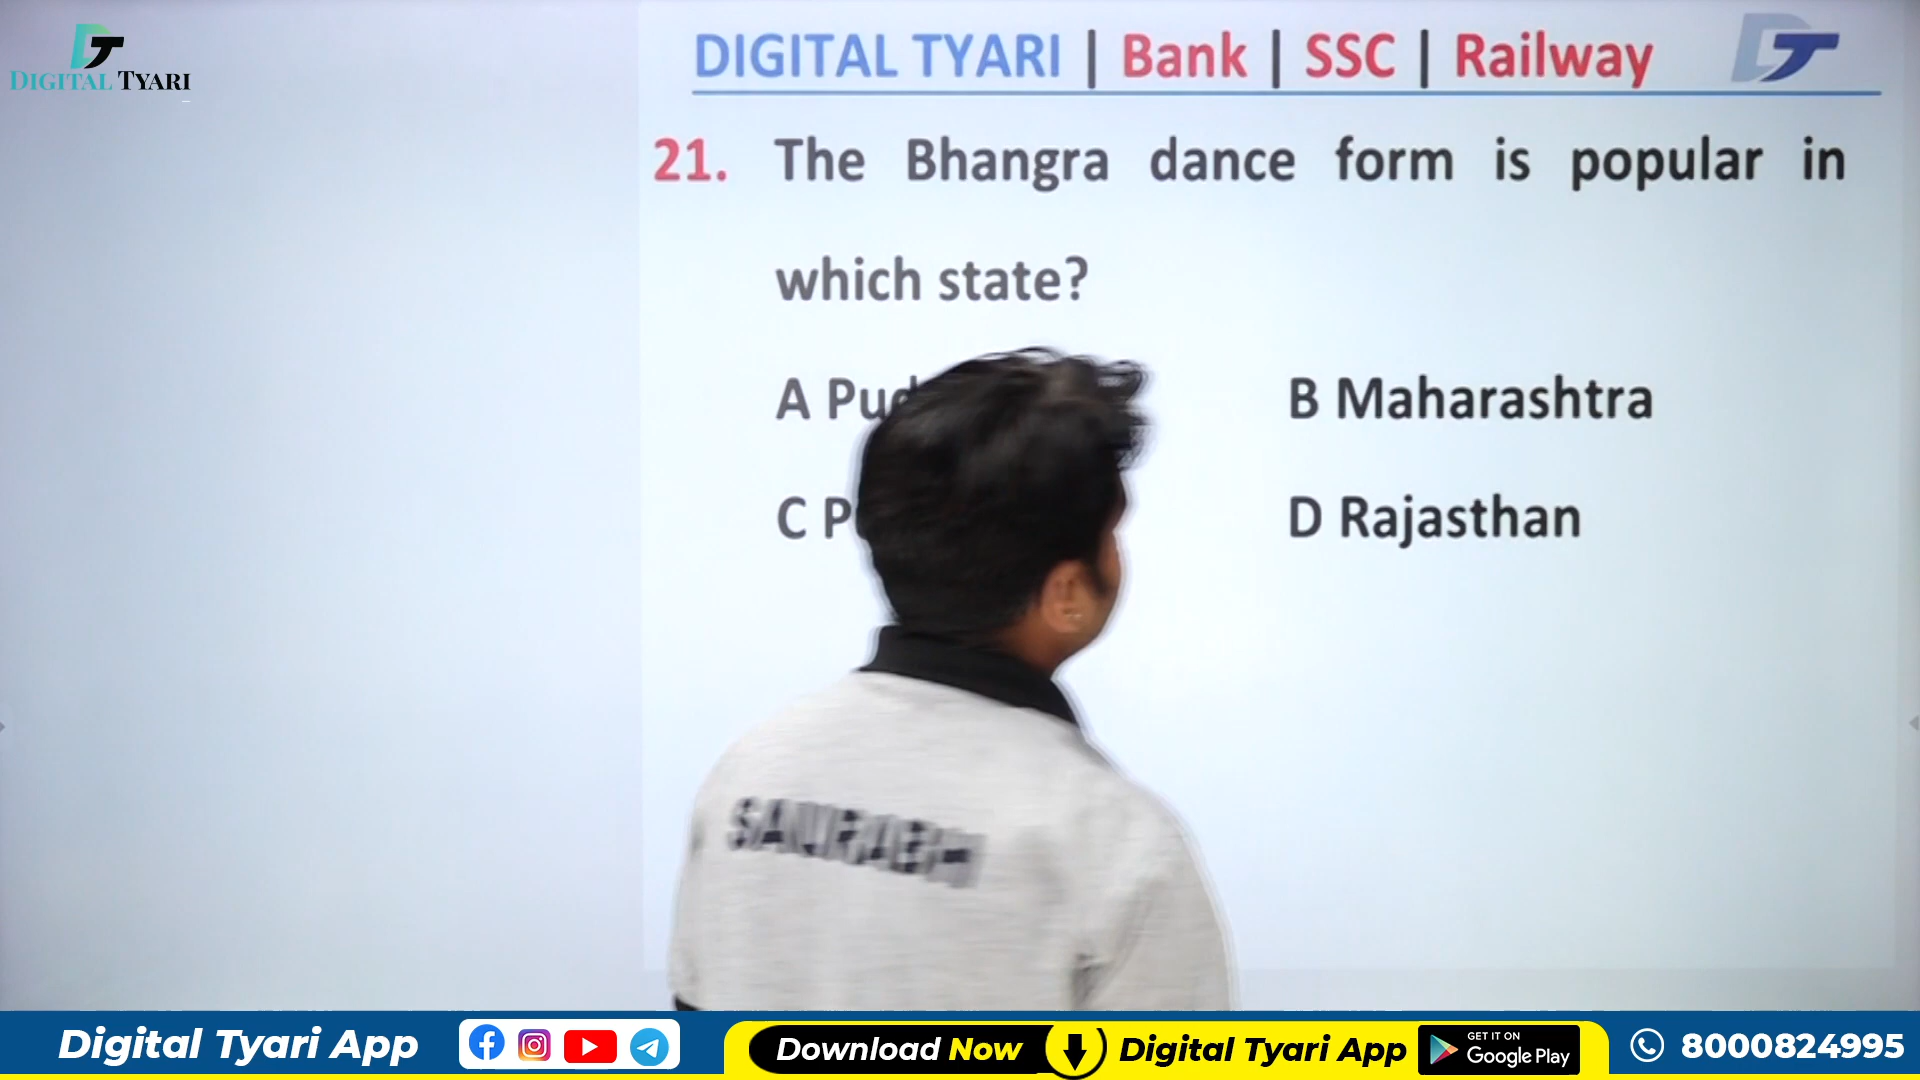 DIGITAL TYARI
DIGITAL TYARI | Bank | SSC | Railway
21. The Bhangra dance form is popular in
which state?
A
B Maharashtra
C
D Rajasthan
SAURABH
Digital Tyari App
Download Now
Digital Tyari App
GET IT ON
Google Play
8000824995